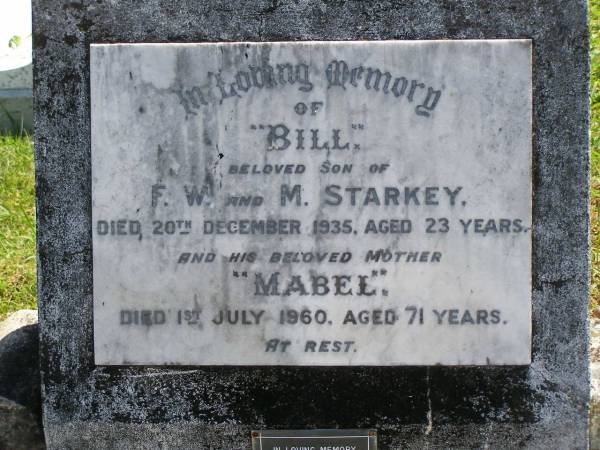 In Loving Memory
OF
"BILL".
BELOVED SON OF
F. W. AND M. STARKEY,
DIED 20TH DECEMBER 1935, AGED 23 YEARS.
AND HIS BELOVED MOTHER
"MABEL".
DIED 1ST JULY 1960, AGED 71 YEARS.
AT REST.
IN LOVING MEMORY